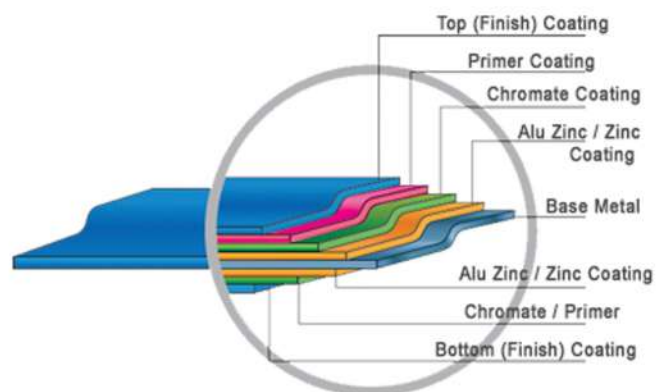 Top (Finish) Coating
Primer Coating
Chromate Coating
Alu Zinc / Zinc
Coating
Base Metal
Alu Zinc / Zinc Coating
Chromate / Primer
Bottom (Finish) Coating